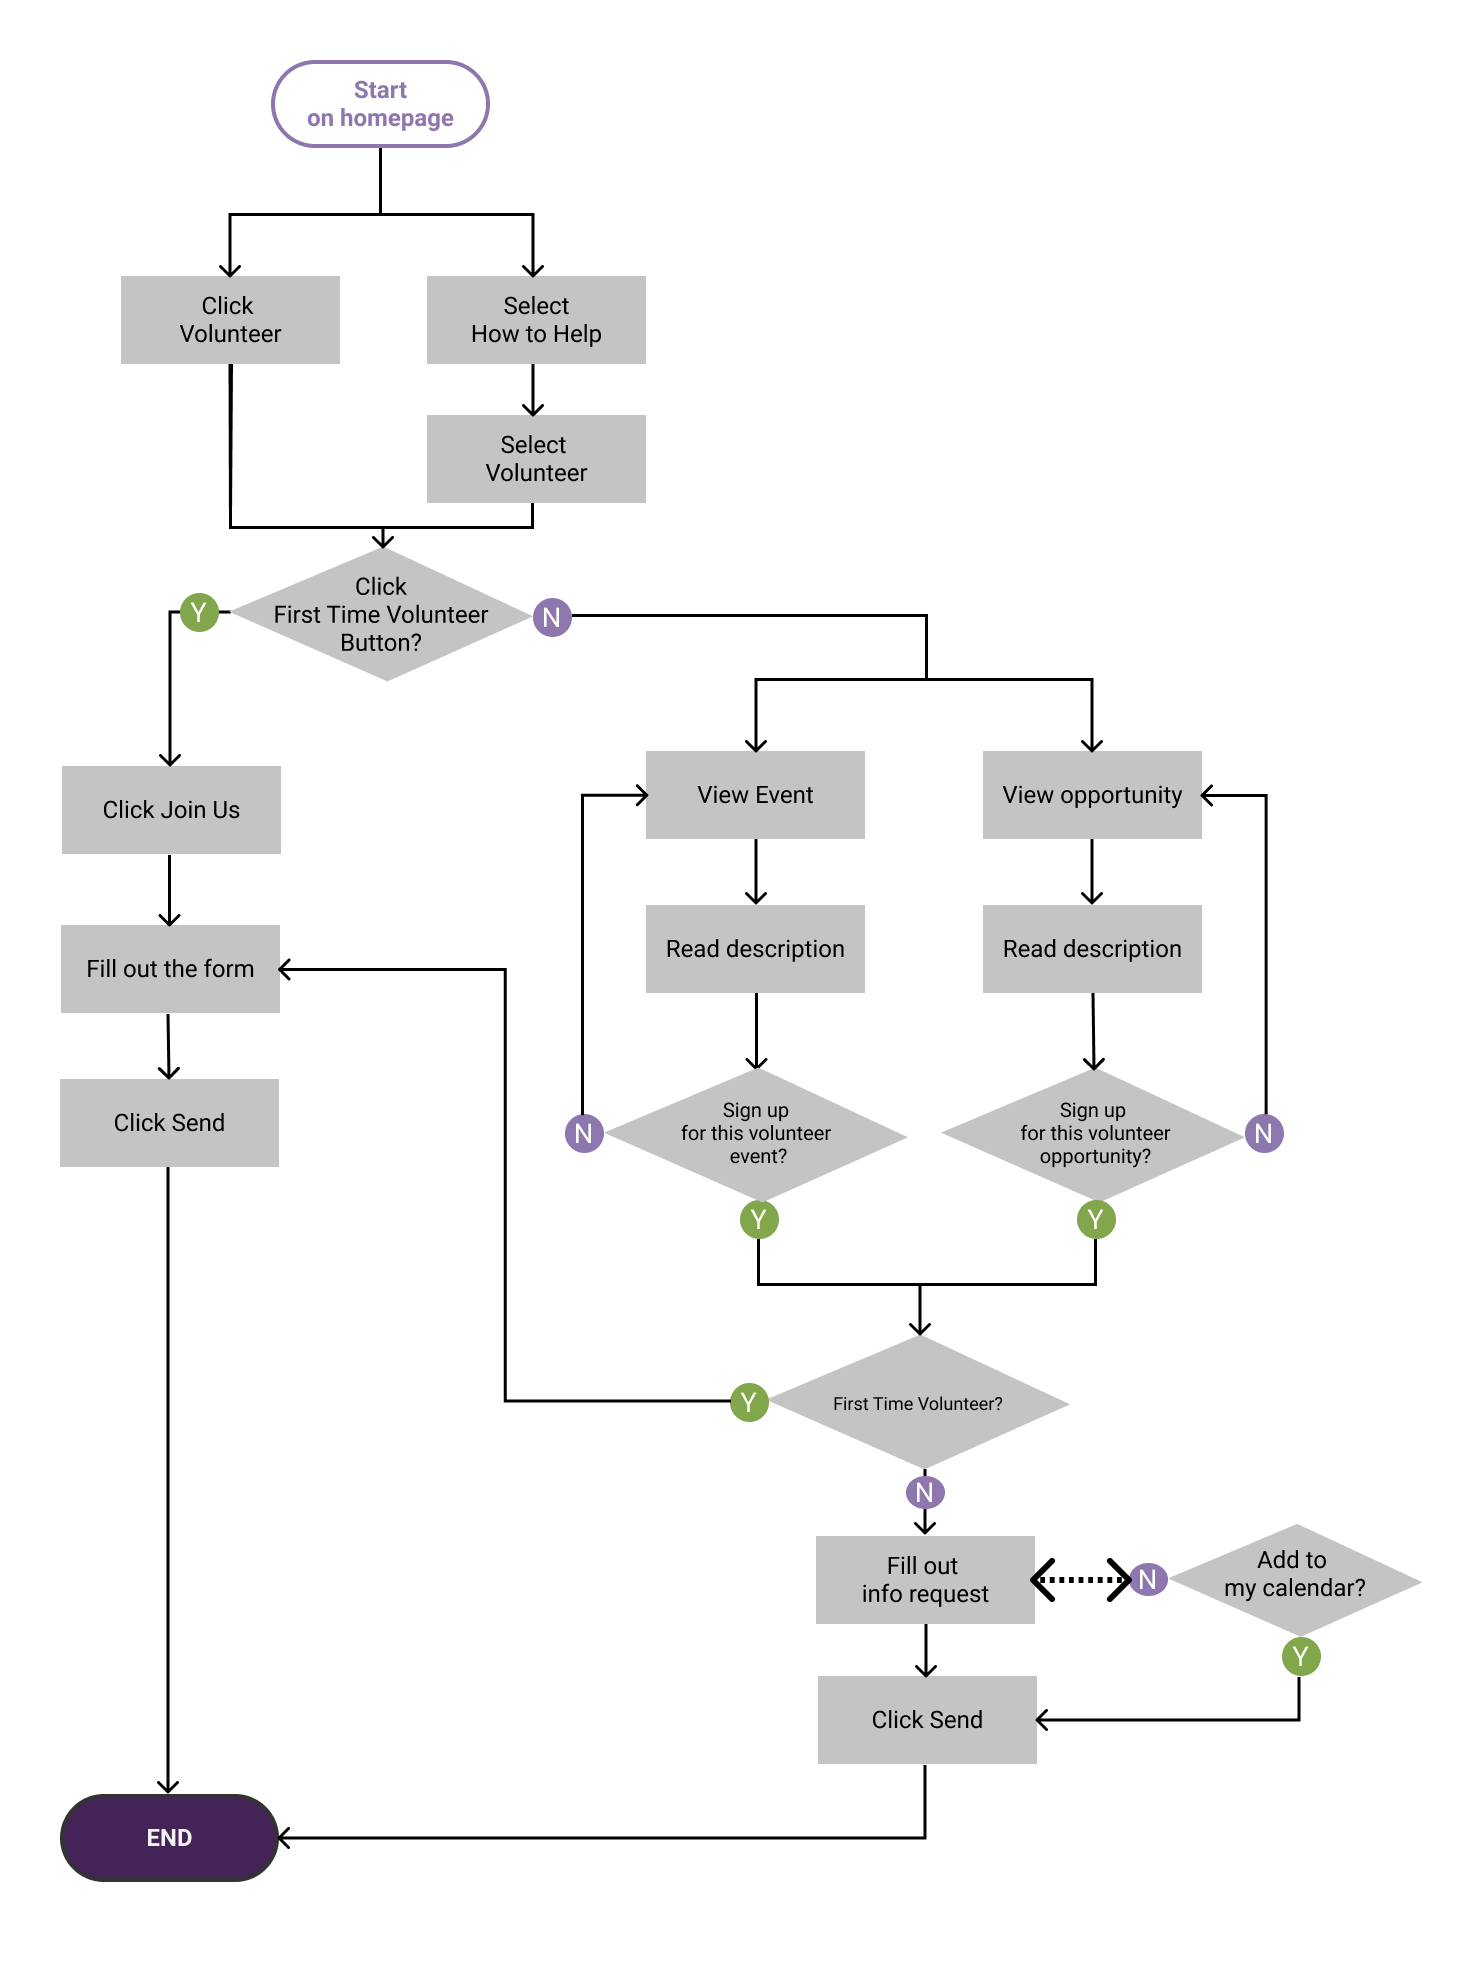 Start
on homepage
Click
Volunteer
Select
How to Help
Select
Volunteer
Click
First Time Volunteer
Button?
Y
N
Click Join Us
View Event
View opportunity
Fill out the form
Read description
Read description
Click Send
Sign up
for this volunteer
event?
N
Sign up
for this volunteer
opportunity?
N
Y
Y
First Time Volunteer?
Y
N
Fill out
info request
N
Add to
my calendar?
Y
Click Send
END